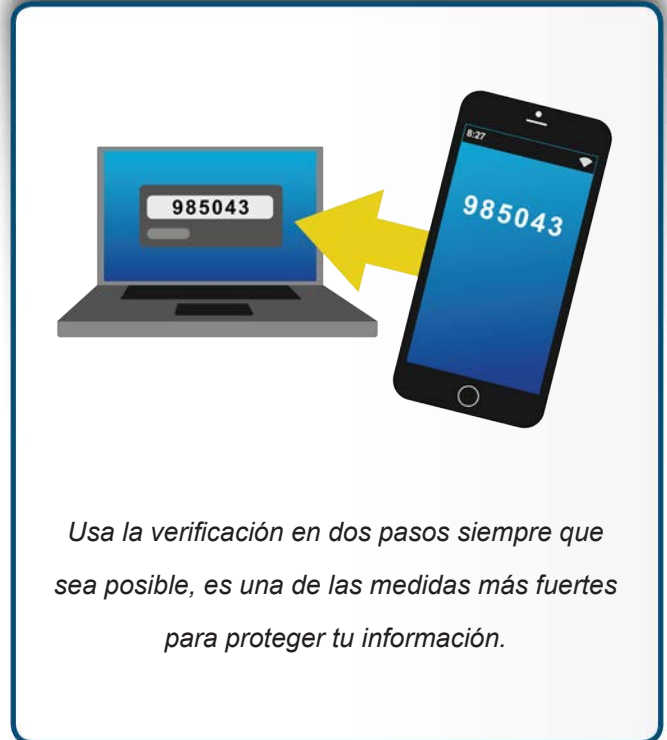 8:27
985043
985043
Usa la verificación en dos pasos siempre que
sea posible, es una de las medidas más fuertes
para proteger tu información.